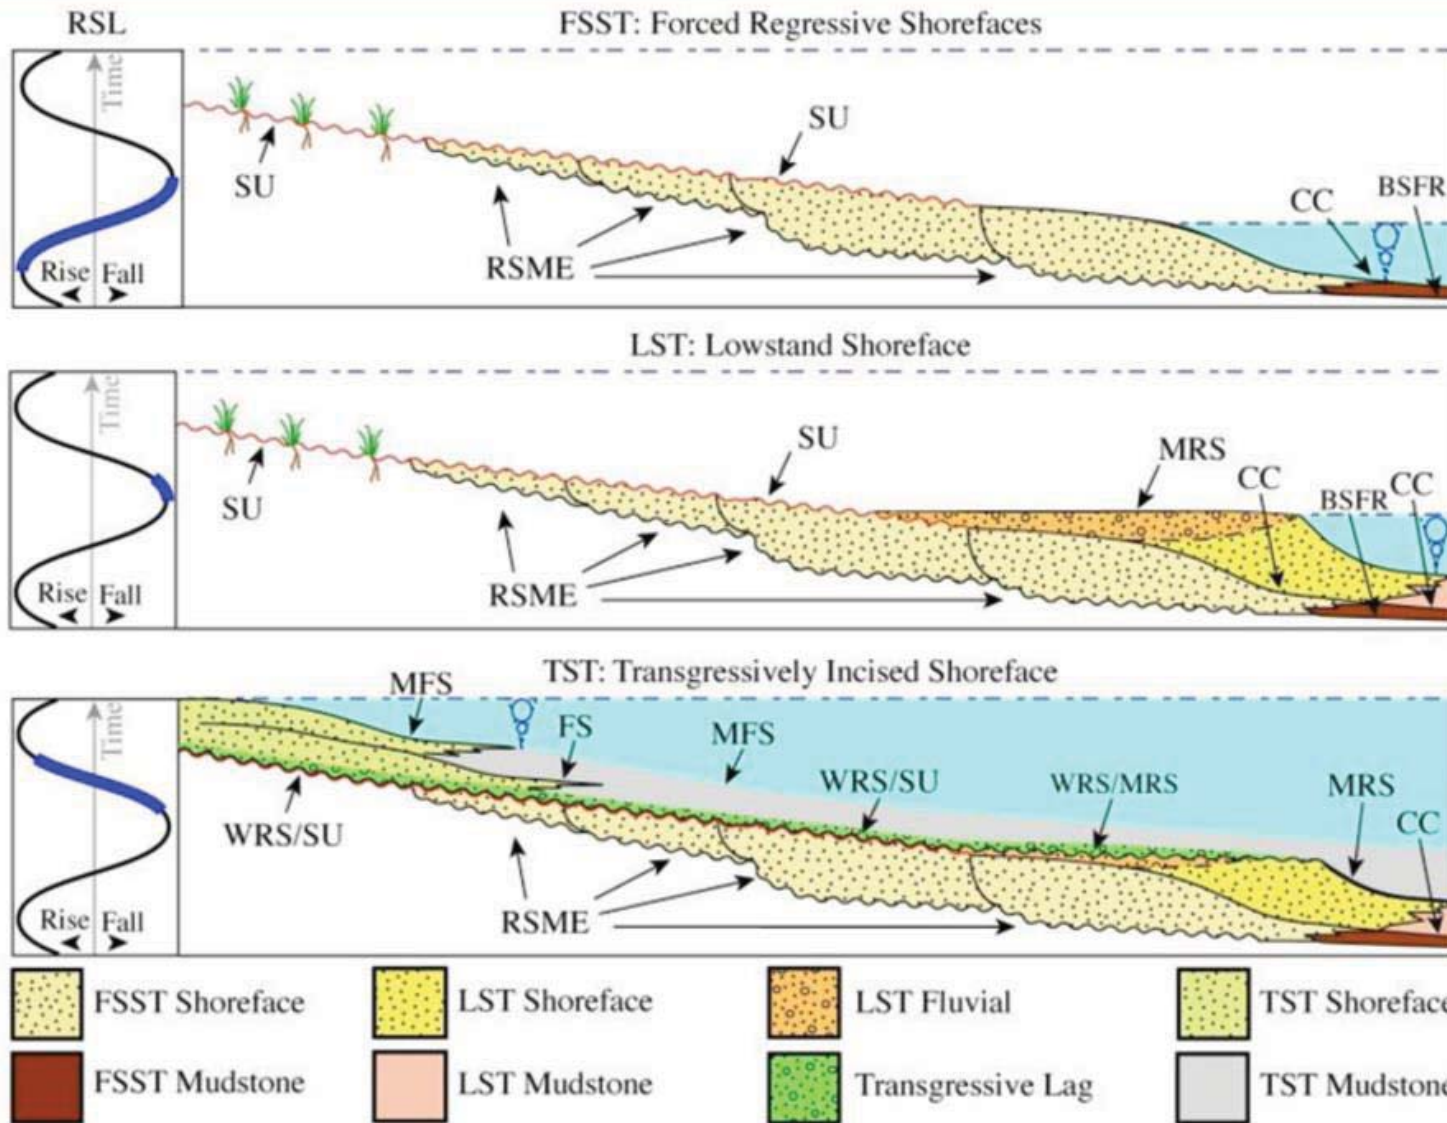 RSL
FSST: Forced Regressive Shorefaces
Time
SU
SU
CC
BSFR
RSME
Rise Fall
LST: Lowstand Shoreface
Time
SU
MRS
CC
CC
BSFR
SU
RSME
Rise Fall
TST: Transgressively Incised Shoreface
MFS
Time
FS
MFS
WRS/SU
WRS/MRS
MRS
CC
WRS/SU
RSME
Rise Fall
FSST Shoreface
LST Shoreface
LST Fluvial
TST Shoreface
FSST Mudstone
LST Mudstone
Transgressive Lag
TST Mudstone